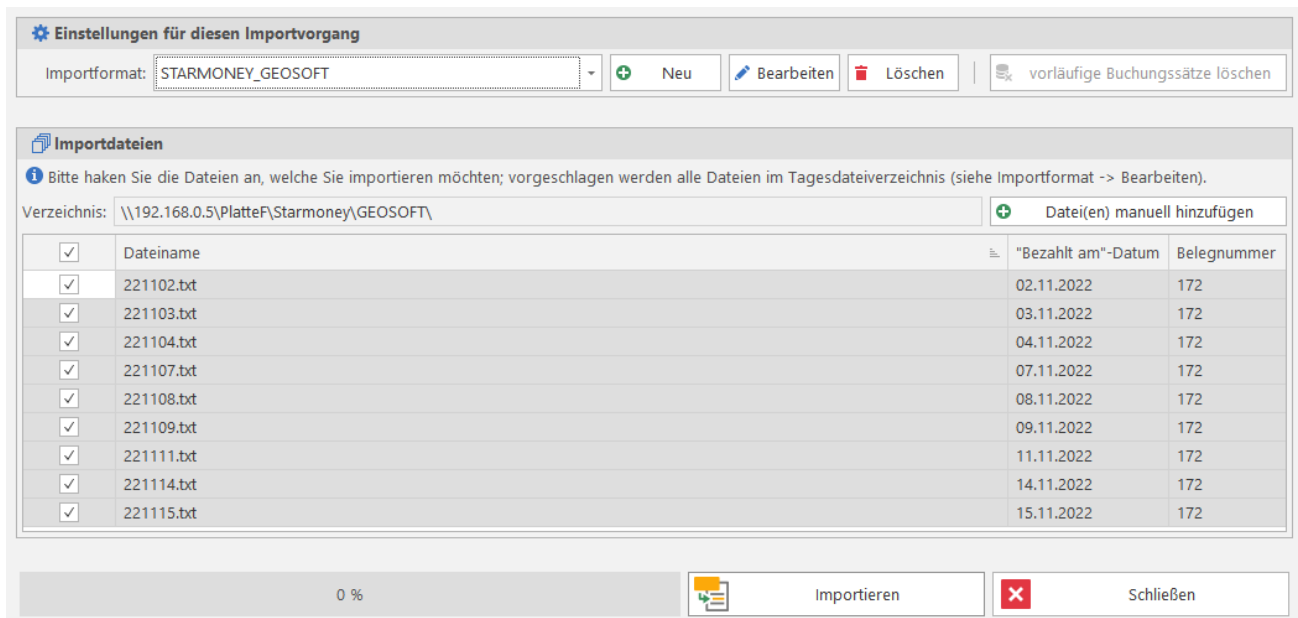 Einstellungen für diesen Importvorgang
Importformat: STARMONEY_GEOSOFT Neu Bearbeiten Löschen vorläufige Buchungssätze löschen
Importdateien
Bitte haken Sie die Dateien an, welche Sie importieren möchten; vorgeschlagen werden alle Dateien im Tagesdateiverzeichnis (siehe Importformat -> Bearbeiten).
Verzeichnis: \\192.168.0.5\PlatteF\Starmoney\GEOSOFT\ Datei(en) manuell hinzufügen
Dateiname "Bezahlt am"-Datum Belegnummer
221102.txt 02.11.2022 172
221103.txt 03.11.2022 172
221104.txt 04.11.2022 172
221107.txt 07.11.2022 172
221108.txt 08.11.2022 172
221109.txt 09.11.2022 172
221111.txt 11.11.2022 172
221114.txt 14.11.2022 172
221115.txt 15.11.2022 172
0 % Importieren Schließen